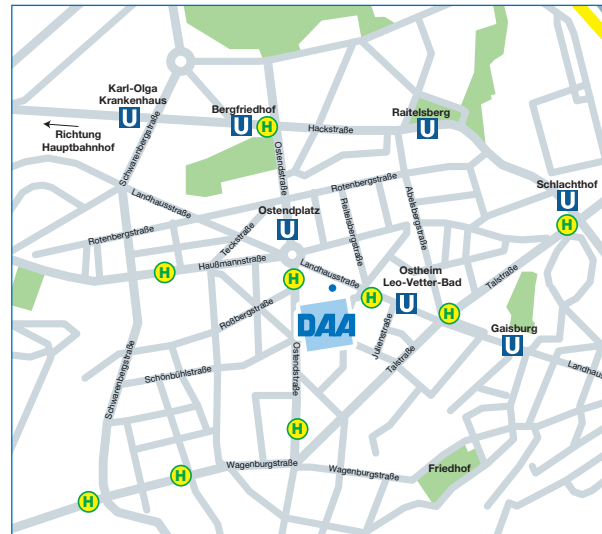 Karl-Olga
Krankenhaus
U
Bergfriedhof
U
H
Raitelsberg
U
Hackstraße
Richtung
Hauptbahnhof
Schwarenbergstraße
Ostendstraße
Landhausstraße
Rotenbergstraße
Abelsbergstraße
Schlachthof
U
H
Ostendplatz
U
Reitelsbergstraße
Teckstraße
Rotenbergstraße
Haußmannstraße
H
H
Landhausstraße
Ostheim
Leo-Vetter-Bad
U
H
H
Talstraße
DAA
Roßbergstraße
Julienstraße
Talstraße
Gaisburg
U
Landhaus
Schwarenbergstraße
Schönbühlstraße
Ostendstraße
H
Wagenburgstraße
Wagenburgstraße
Friedhof
H
H